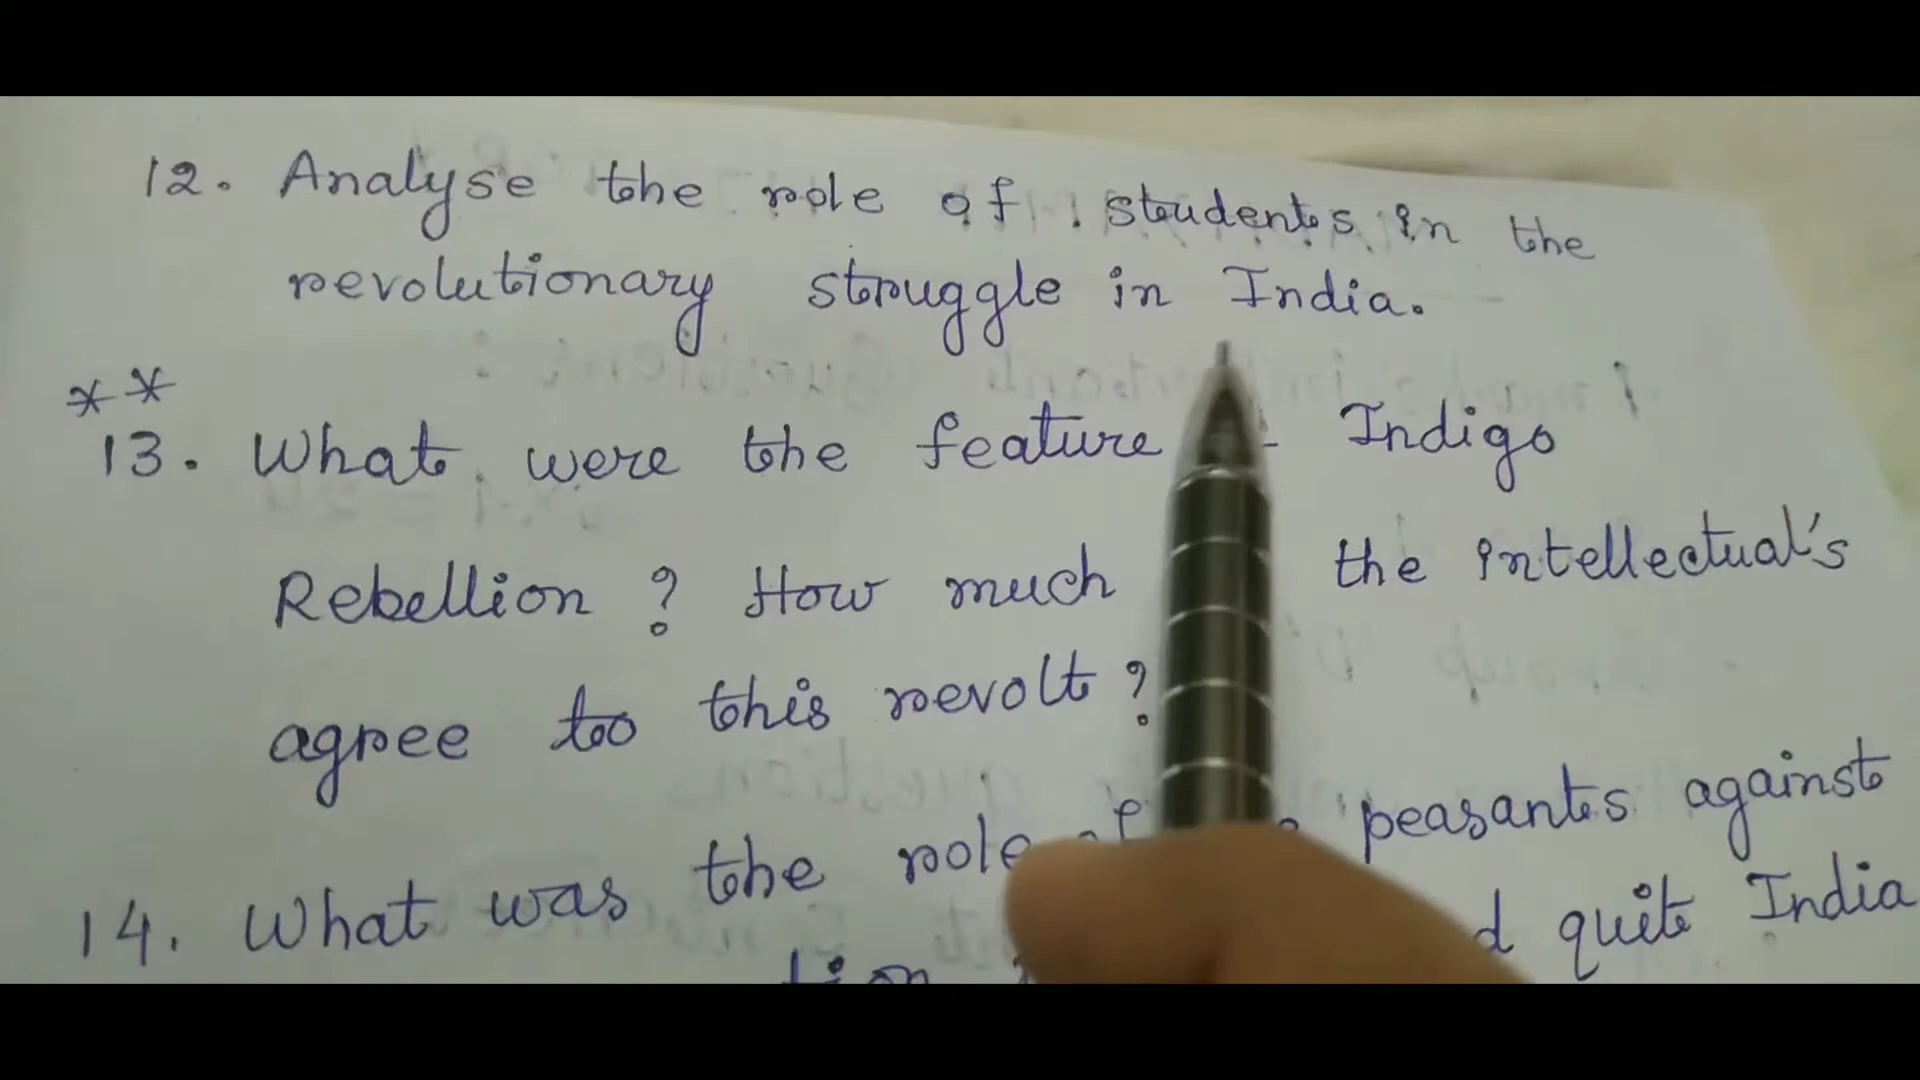 12. Analyse the role of students in the
revolutionary struggle in India.
**
13. What were the feature Indigo
Rebellion? How much the intellectual's
agree to this revolt?
14. What was the role of peasants against
quite India